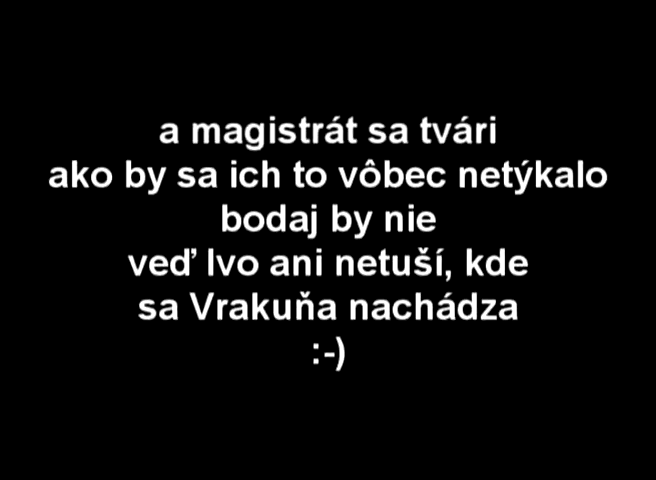 a magistrát sa tvári
ako by sa ich to vôbec netýkalo
bodaj by nie
veď Ivo ani netuší, kde
sa Vrakuňa nachádza
:-)